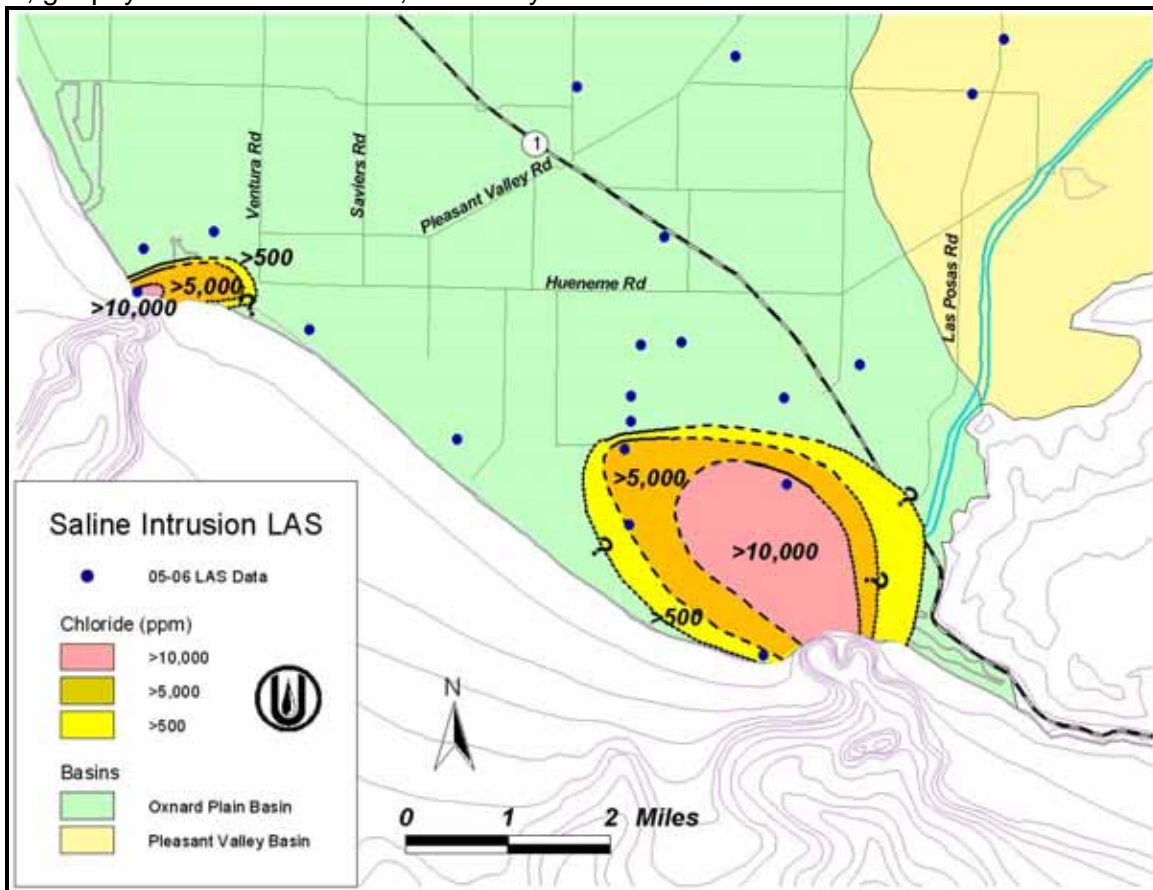 Ventura Rd
Saviers Rd
1
Pleasant Valley Rd
>500
>5,000
?
>10,000
Hueneme Rd
Las Posas Rd
>5,000
?
>10,000
?
?
>500
Saline Intrusion LAS
05-06 LAS Data
Chloride (ppm)
>10,000
>5,000
>500
Basins
Oxnard Plain Basin
Pleasant Valley Basin
N
0 1 2 Miles